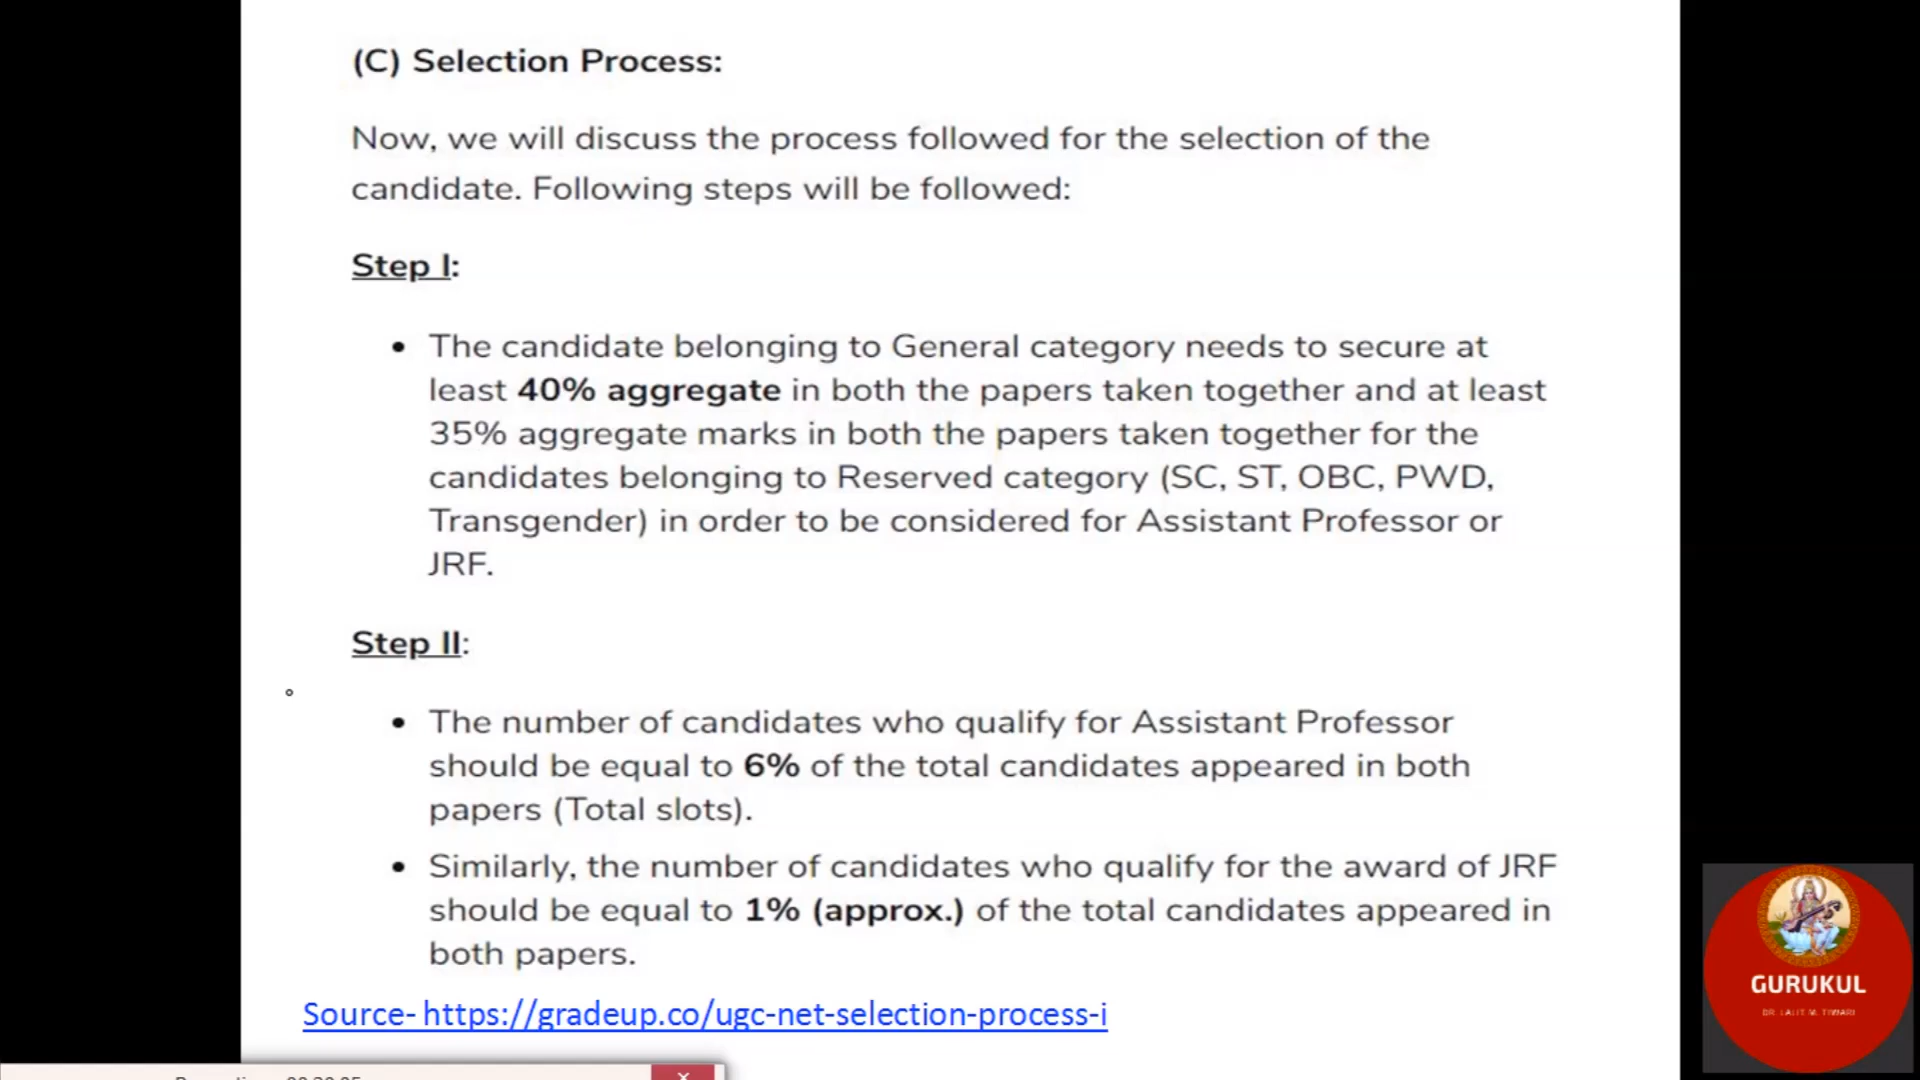 (C) Selection Process:
Now, we will discuss the process followed for the selection of the
candidate. Following steps will be followed:
Step I:
• The candidate belonging to General category needs to secure at
least 40% aggregate in both the papers taken together and at least
35% aggregate marks in both the papers taken together for the
candidates belonging to Reserved category (SC, ST, OBC, PWD,
Transgender) in order to be considered for Assistant Professor or
JRF.
Step II:
• The number of candidates who qualify for Assistant Professor
should be equal to 6% of the total candidates appeared in both
papers (Total slots).
• Similarly, the number of candidates who qualify for the award of JRF
should be equal to 1% (approx.) of the total candidates appeared in
both papers.
Source- https://gradeup.co/ugc-net-selection-process-i
GURUKUL
DR. LALIT M. TIWARI